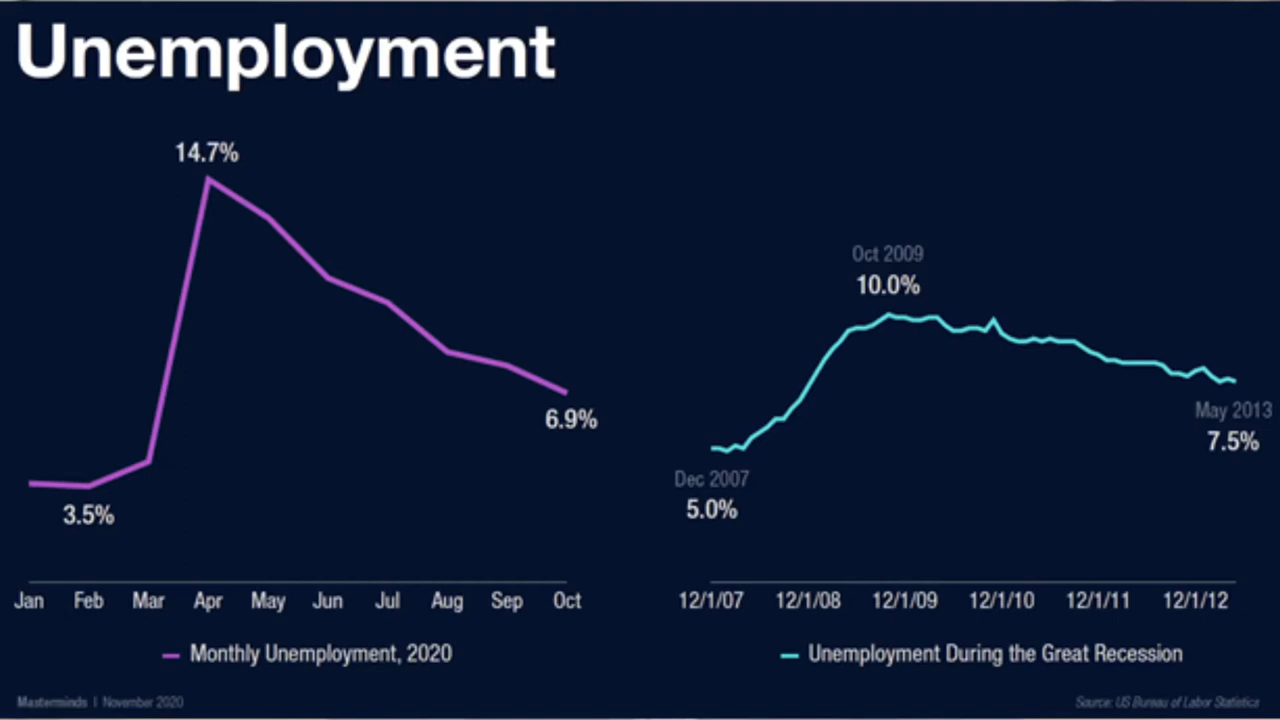 Unemployment
14.7%
6.9%
3.5%
Jan Feb Mar Apr May Jun Jul Aug Sep Oct
Monthly Unemployment, 2020
Oct 2009
10.0%
May 2013
7.5%
Dec 2007
5.0%
12/1/07 12/1/08 12/1/09 12/1/10 12/1/11 12/1/12
Unemployment During the Great Recession
Masterminds | November 2020
Source: US Bureau of Labor Statistics